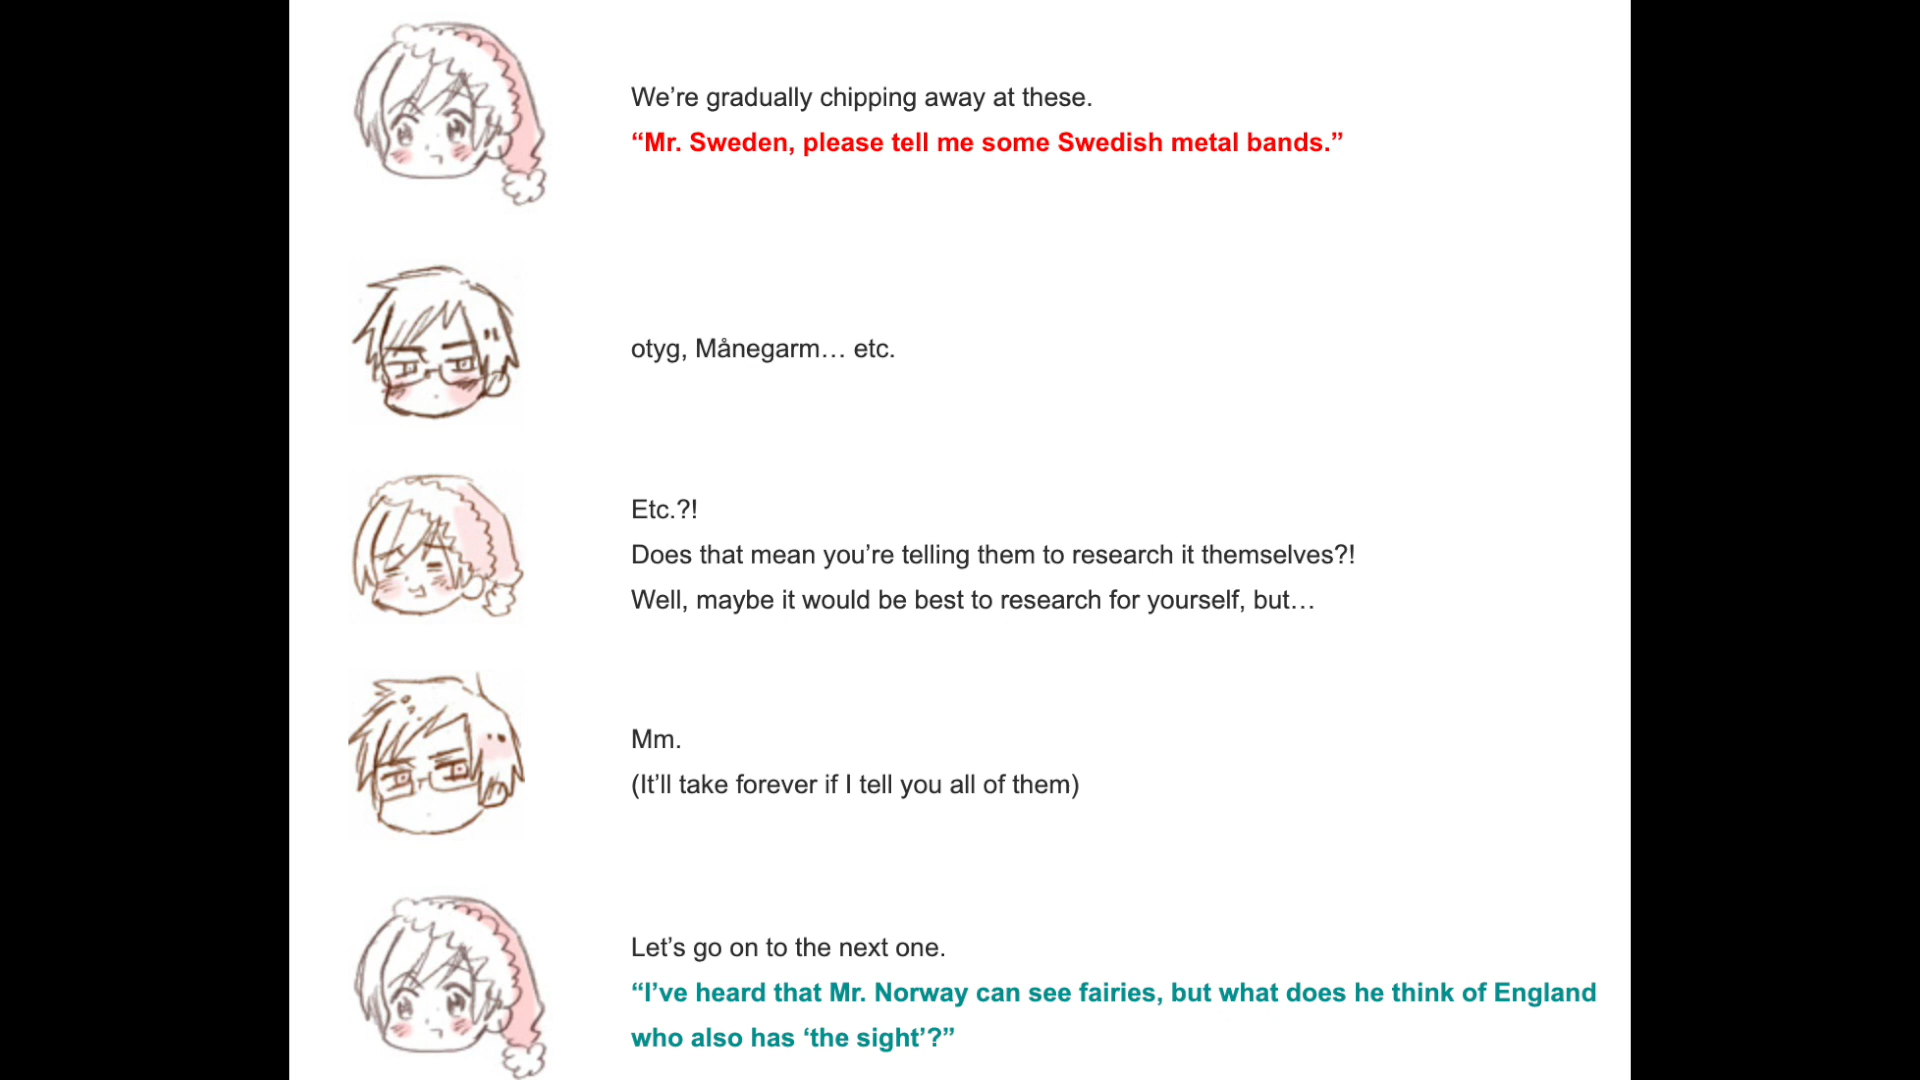 We’re gradually chipping away at these.
“Mr. Sweden, please tell me some Swedish metal bands.”
otyg, Månegarm… etc.
Etc.?!
Does that mean you’re telling them to research it themselves?!
Well, maybe it would be best to research for yourself, but…
Mm.
(It’ll take forever if I tell you all of them)
Let’s go on to the next one.
“I’ve heard that Mr. Norway can see fairies, but what does he think of England
who also has ‘the sight’?”